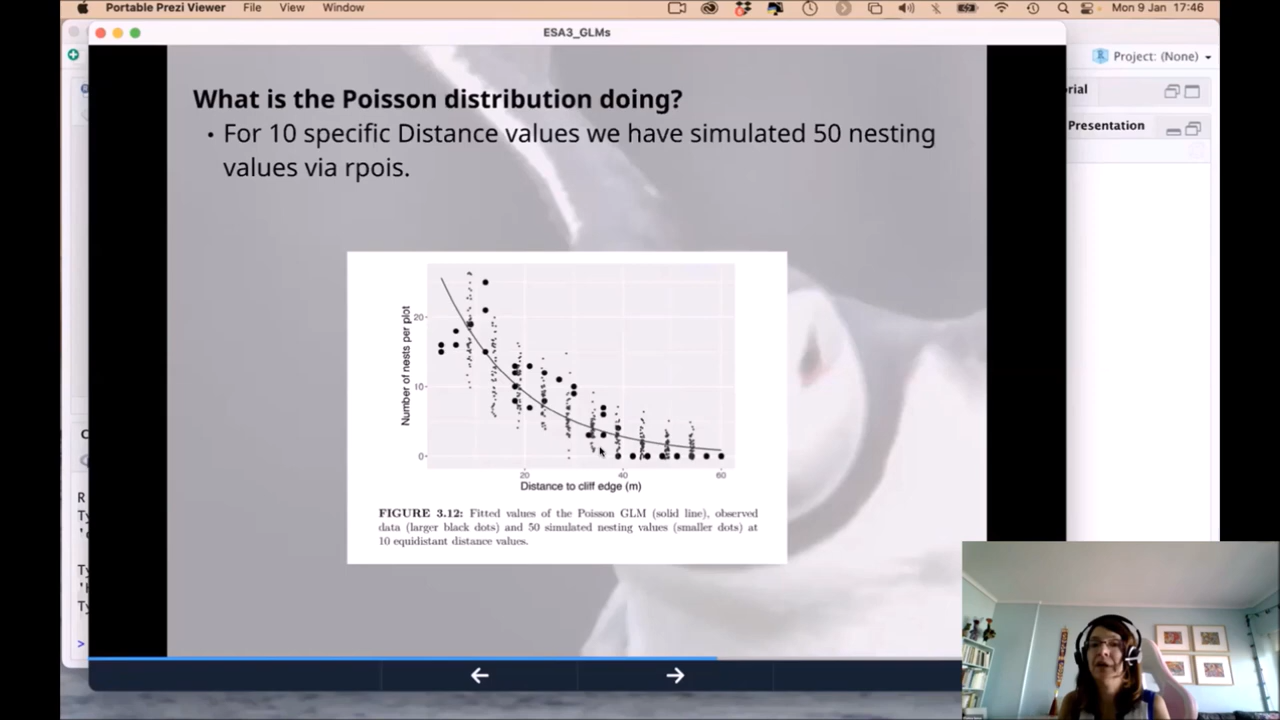 Portable Prezi Viewer File View Window
Mon 9 Jan 17:46
ESA3_GLMs
Project: (None)
rial
Presentation
What is the Poisson distribution doing?
• For 10 specific Distance values we have simulated 50 nesting
values via rpois.
Number of nests per plot
20
10
0
20 40 60
Distance to cliff edge (m)
FIGURE 3.12: Fitted values of the Poisson GLM (solid line), observed
data (larger black dots) and 50 simulated nesting values (smaller dots) at
10 equidistant distance values.
C
R
Ty
Ty
Ty
>